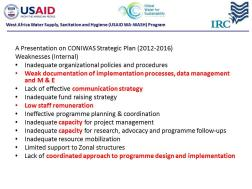 USAID
FROM THE AMERICAN PEOPLE
Global
Water for
Sustainability
IRC
West Africa Water Supply, Sanitation and Hygiene (USAID WA-WASH) Program
A Presentation on CONIWAS Strategic Plan (2012-2016)
Weaknesses (Internal)
• Inadequate organizational policies and procedures
• Weak documentation of implementation processes, data management
and M & E
• Lack of effective communication strategy
• Inadequate fund raising strategy
• Low staff remuneration
• Ineffective programme planning & coordination
• Inadequate capacity for project management
• Inadequate capacity for research, advocacy and programme follow-ups
• Inadequate resource mobilization
• Limited support to Zonal structures
• Lack of coordinated approach to programme design and implementation